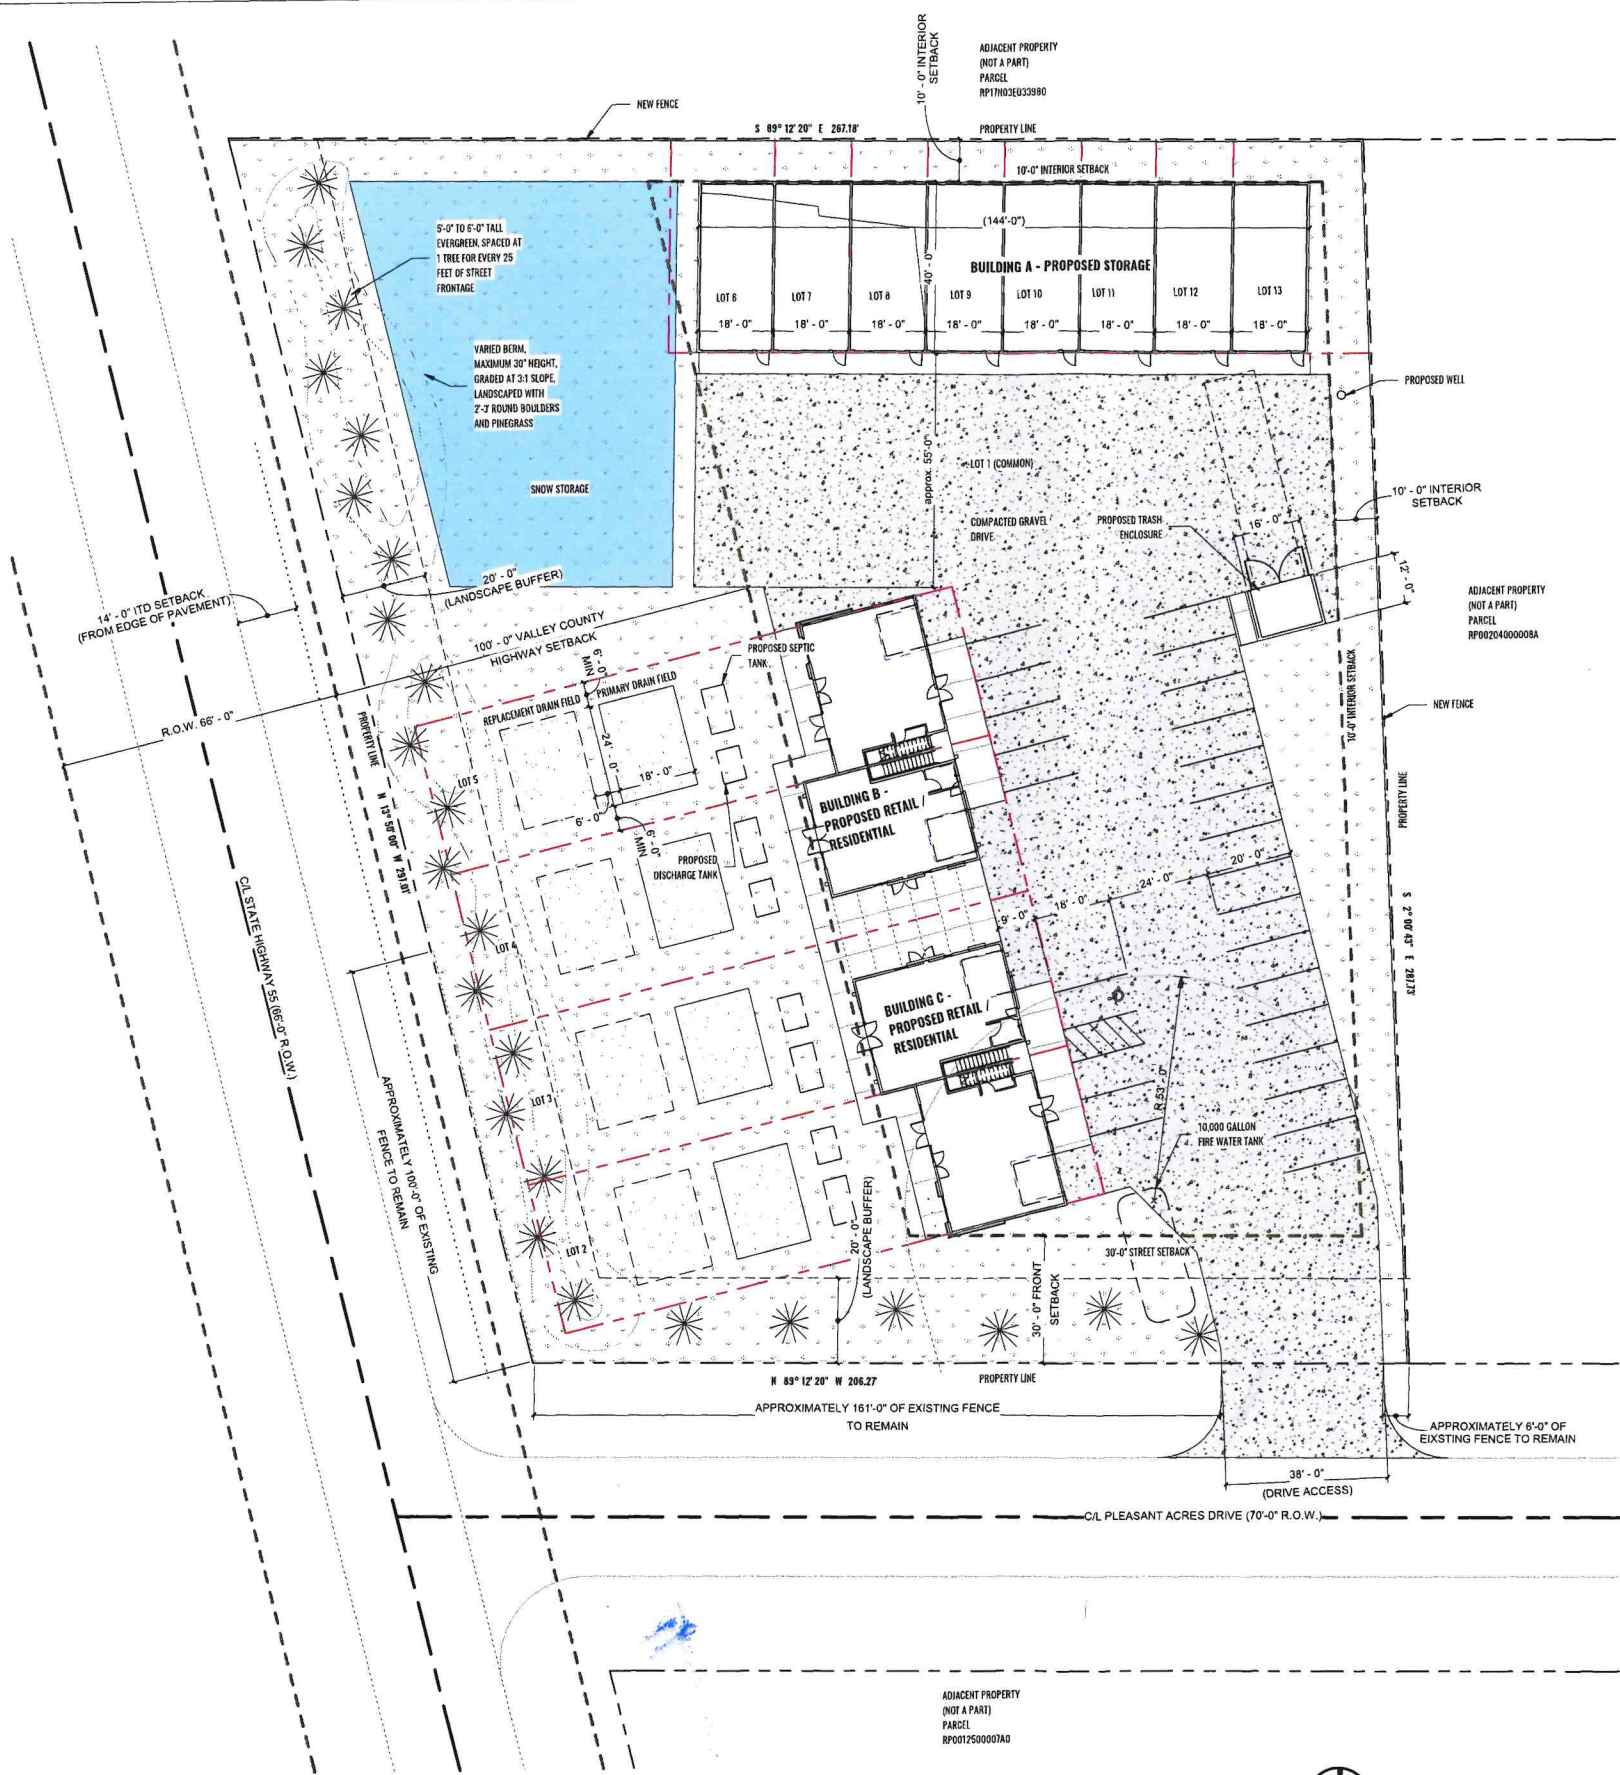 10' - 0" INTERIOR
SETBACK
ADJACENT PROPERTY
(NOT A PART)
PARCEL
RP17N03E033980
NEW FENCE
S 89° 12' 20" E 267.18'
PROPERTY LINE
10'-0" INTERIOR SETBACK
5'-0" TO 6'-0" TALL
EVERGREEN, SPACED AT
1 TREE FOR EVERY 25
FEET OF STREET
FRONTAGE
(144'-0")
40' - 0"
BUILDING A - PROPOSED STORAGE
LOT 6
LOT 7
LOT 8
LOT 9
LOT 10
LOT 11
LOT 12
LOT 13
18' - 0"
18' - 0"
18' - 0"
18' - 0"
18' - 0"
18' - 0"
18' - 0"
18' - 0"
VARIED BERM,
MAXIMUM 30" HEIGHT,
GRADED AT 3:1 SLOPE,
LANDSCAPED WITH
2'-3' ROUND BOULDERS
AND PINEGRASS
SNOW STORAGE
PROPOSED WELL
approx. 55'-0"
LOT 1 (COMMON)
COMPACTED GRAVEL
DRIVE
PROPOSED TRASH
ENCLOSURE
16' - 0"
10' - 0" INTERIOR
SETBACK
12' - 0"
20' - 0"
(LANDSCAPE BUFFER)
14' - 0" ITD SETBACK
(FROM EDGE OF PAVEMENT)
100' - 0" VALLEY COUNTY
HIGHWAY SETBACK
ADJACENT PROPERTY
(NOT A PART)
PARCEL
RP00204000008A
R.O.W. 66' - 0"
PROPERTY LINE
6' - 0"
MIN
REPLACEMENT DRAIN FIELD
PRIMARY DRAIN FIELD
PROPOSED SEPTIC
TANK
10'-0" INTERIOR SETBACK
NEW FENCE
LOT 5
24' - 0"
18' - 0"
6' - 0"
6' - 0"
MIN
N 13° 50' 00" W 297.01'
PROPOSED
DISCHARGE TANK
BUILDING B -
PROPOSED RETAIL /
RESIDENTIAL
PROPERTY LINE
C/L STATE HIGHWAY 55 (66'-0" R.O.W.)
9' - 0"
18' - 0"
24' - 0"
20' - 0"
S 2° 00' 43" E 287.73'
LOT 4
BUILDING C -
PROPOSED RETAIL /
RESIDENTIAL
APPROXIMATELY 100'-0" OF EXISTING
FENCE TO REMAIN
LOT 3
R 53' - 0"
10,000 GALLON
FIRE WATER TANK
LOT 2
20' - 0"
(LANDSCAPE BUFFER)
30' - 0" FRONT
SETBACK
30'-0" STREET SETBACK
N 89° 12' 20" W 206.27
PROPERTY LINE
APPROXIMATELY 161'-0" OF EXISTING FENCE
TO REMAIN
APPROXIMATELY 6'-0" OF
EIXSTING FENCE TO REMAIN
38' - 0"
(DRIVE ACCESS)
C/L PLEASANT ACRES DRIVE (70'-0" R.O.W.)
ADJACENT PROPERTY
(NOT A PART)
PARCEL
RP0012500007A0